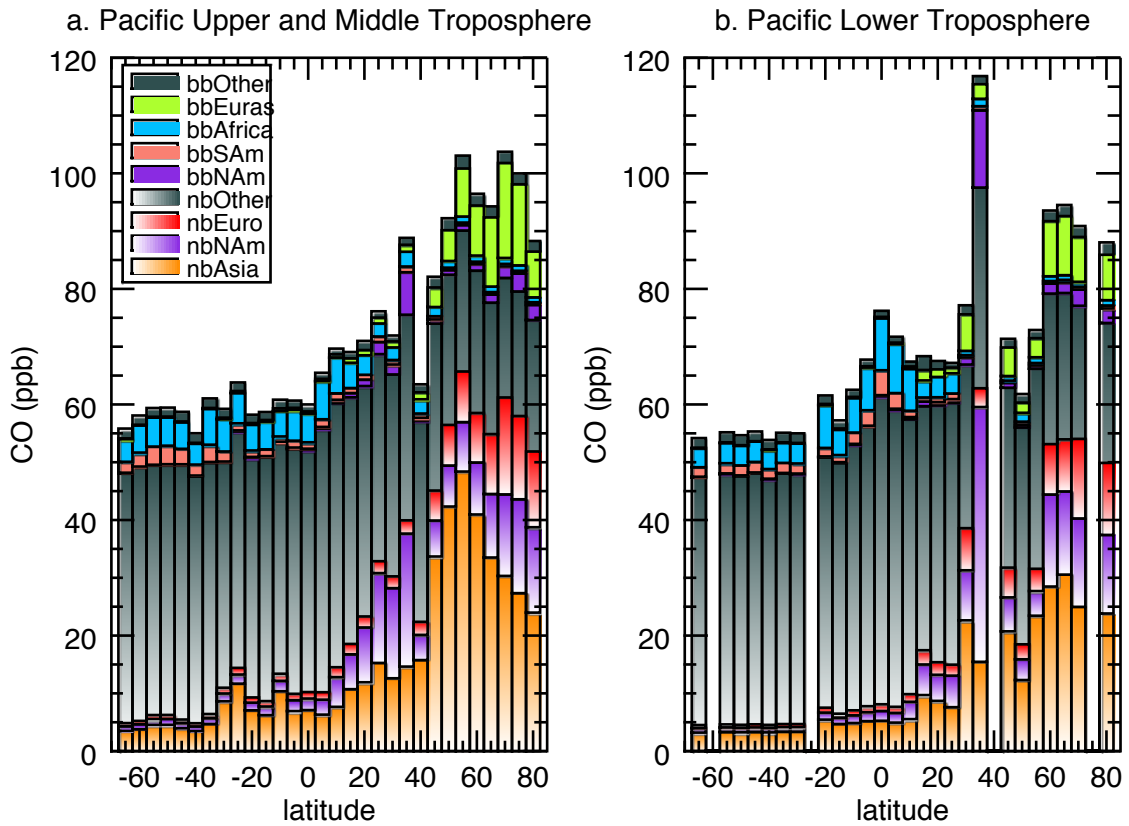 a. Pacific Upper and Middle Troposphere
b. Pacific Lower Troposphere
120
100
80
60
40
20
0
CO (ppb)
bbOther
bbEuras
bbAfrica
bbSAm
bbNAm
nbOther
nbEuro
nbNAm
nbAsia
-60 -40 -20 0 20 40 60 80
latitude
120
100
80
60
40
20
0
CO (ppb)
-60 -40 -20 0 20 40 60 80
latitude